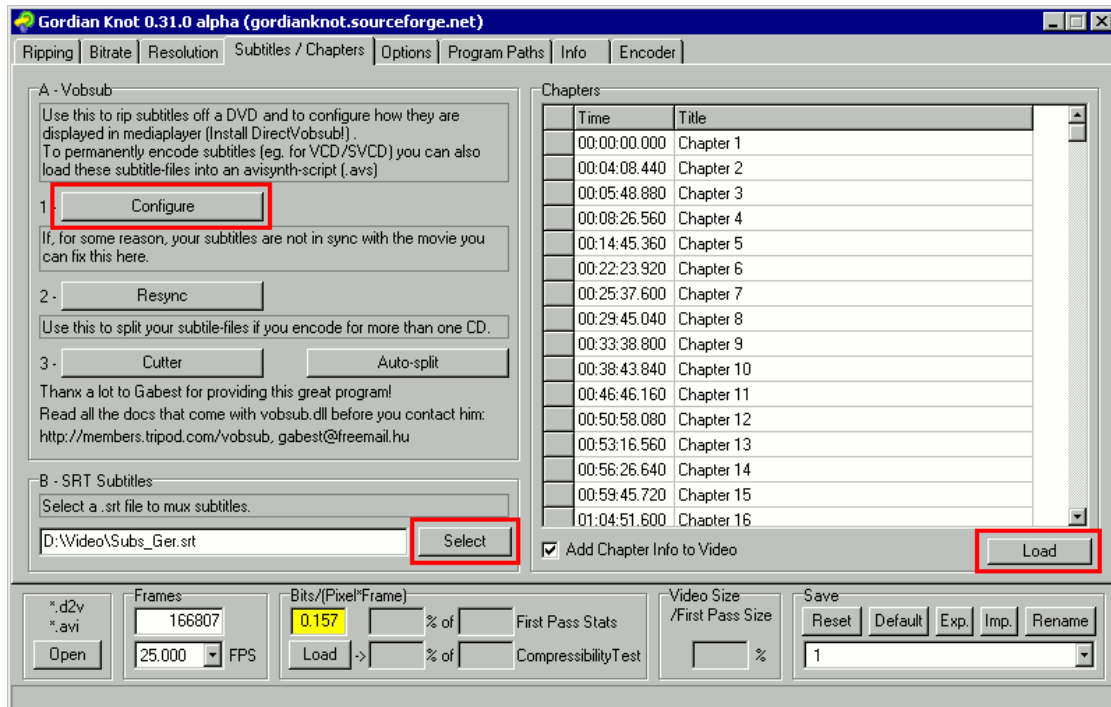 Gordian Knot 0.31.0 alpha (gordianknot.sourceforge.net)
Ripping Bitrate Resolution Subtitles / Chapters Options Program Paths Info Encoder
A - Vobsub
Use this to rip subtitles off a DVD and to configure how they are
displayed in mediaplayer (Install DirectVobsub!) .
To permanently encode subtitles (eg. for VCD/SVCD) you can also
load these subtitle-files into an avisynth-script (.avs)
1 - Configure
If, for some reason, your subtitles are not in sync with the movie you
can fix this here.
2 - Resync
Use this to split your subtile-files if you encode for more than one CD.
3 - Cutter Auto-split
Thanx a lot to Gabest for providing this great program!
Read all the docs that come with vobsub.dll before you contact him:
http://members.tripod.com/vobsub, gabest@freemail.hu
B - SRT Subtitles
Select a .srt file to mux subtitles.
D:\Video\Subs_Ger.srt Select
Chapters
Time Title
00:00:00.000 Chapter 1
00:04:08.440 Chapter 2
00:05:48.880 Chapter 3
00:08:26.560 Chapter 4
00:14:45.360 Chapter 5
00:22:23.920 Chapter 6
00:25:37.600 Chapter 7
00:29:45.040 Chapter 8
00:33:38.800 Chapter 9
00:38:43.840 Chapter 10
00:46:46.160 Chapter 11
00:50:58.080 Chapter 12
00:53:16.560 Chapter 13
00:56:26.640 Chapter 14
00:59:45.720 Chapter 15
01:04:51.600 Chapter 16
Add Chapter Info to Video Load
*.d2v
*.avi
Open
Frames
166807
25.000 FPS
Bits/(Pixel*Frame)
0.157 % of First Pass Stats
Load -> % of CompressibilityTest
Video Size
/First Pass Size
%
Save
Reset Default Exp. Imp. Rename
1